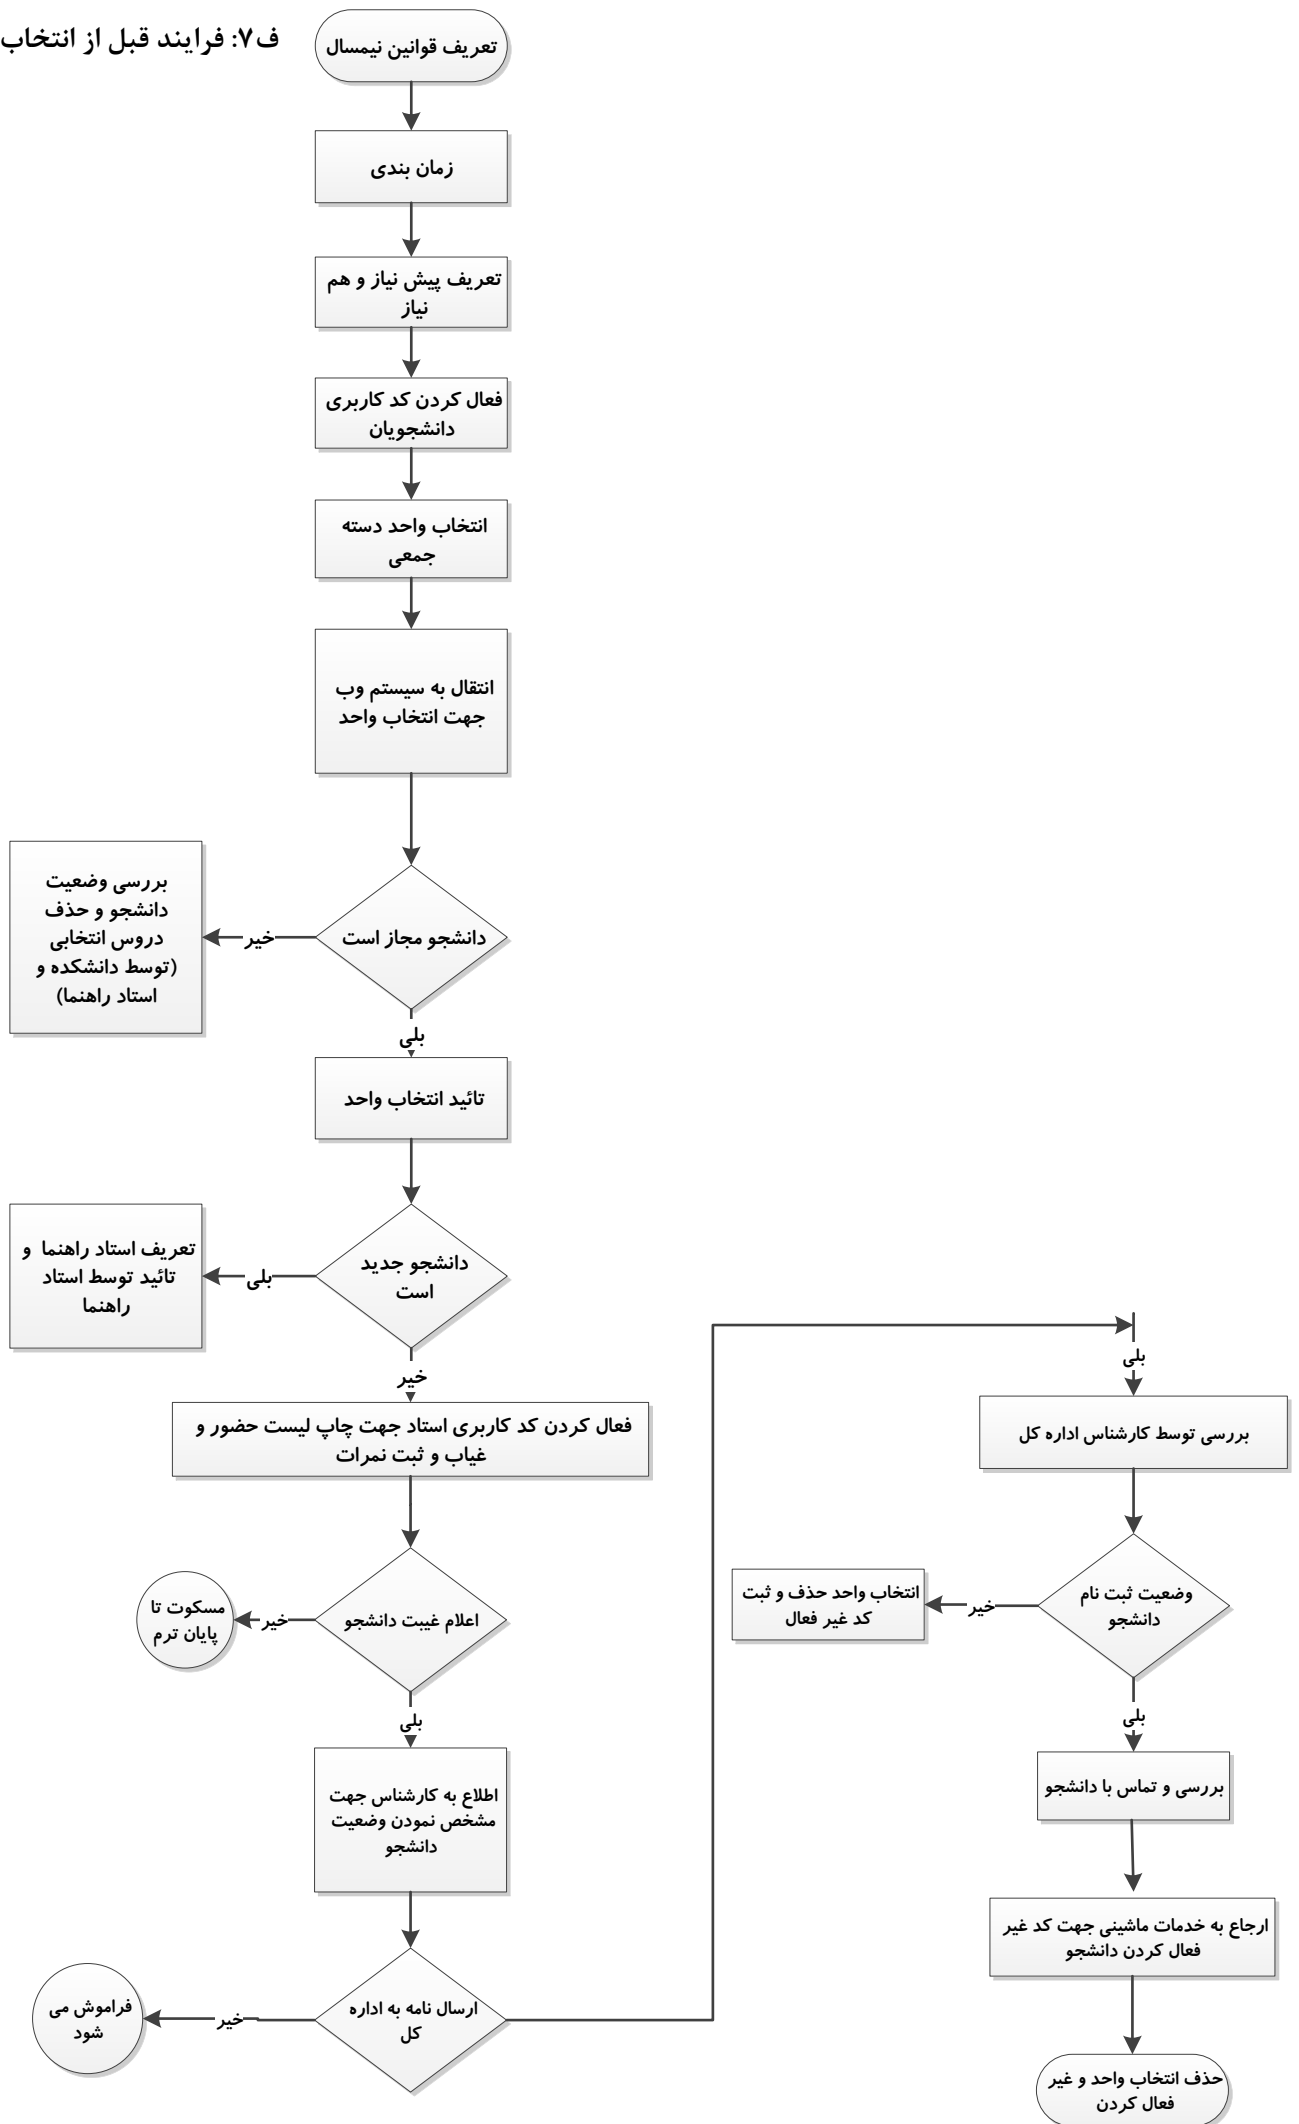 ف۷: فرایند قبل از انتخاب
تعریف قوانین نیمسال
زمان بندی
تعریف پیش نیاز و هم
نیاز
فعال کردن کد کاربری
دانشجویان
انتخاب واحد دسته
جمعی
انتقال به سیستم وب
جهت انتخاب واحد
دانشجو مجاز است
خیر
بررسی وضعیت
دانشجو و حذف
دروس انتخابی
(توسط دانشکده و
استاد راهنما)
بلی
تائید انتخاب واحد
دانشجو جدید
است
بلی
تعریف استاد راهنما و
تائید توسط استاد
راهنما
خیر
فعال کردن کد کاربری استاد جهت چاپ لیست حضور و
غیاب و ثبت نمرات
اعلام غیبت دانشجو
خیر
مسکوت تا
پایان ترم
بلی
اطلاع به کارشناس جهت
مشخص نمودن وضعیت
دانشجو
ارسال نامه به اداره
کل
خیر
فراموش می
شود
بلی
بررسی توسط کارشناس اداره کل
وضعیت ثبت نام
دانشجو
خیر
انتخاب واحد حذف و ثبت
کد غیر فعال
بلی
بررسی و تماس با دانشجو
ارجاع به خدمات ماشینی جهت کد غیر
فعال کردن دانشجو
حذف انتخاب واحد و غیر
فعال کردن